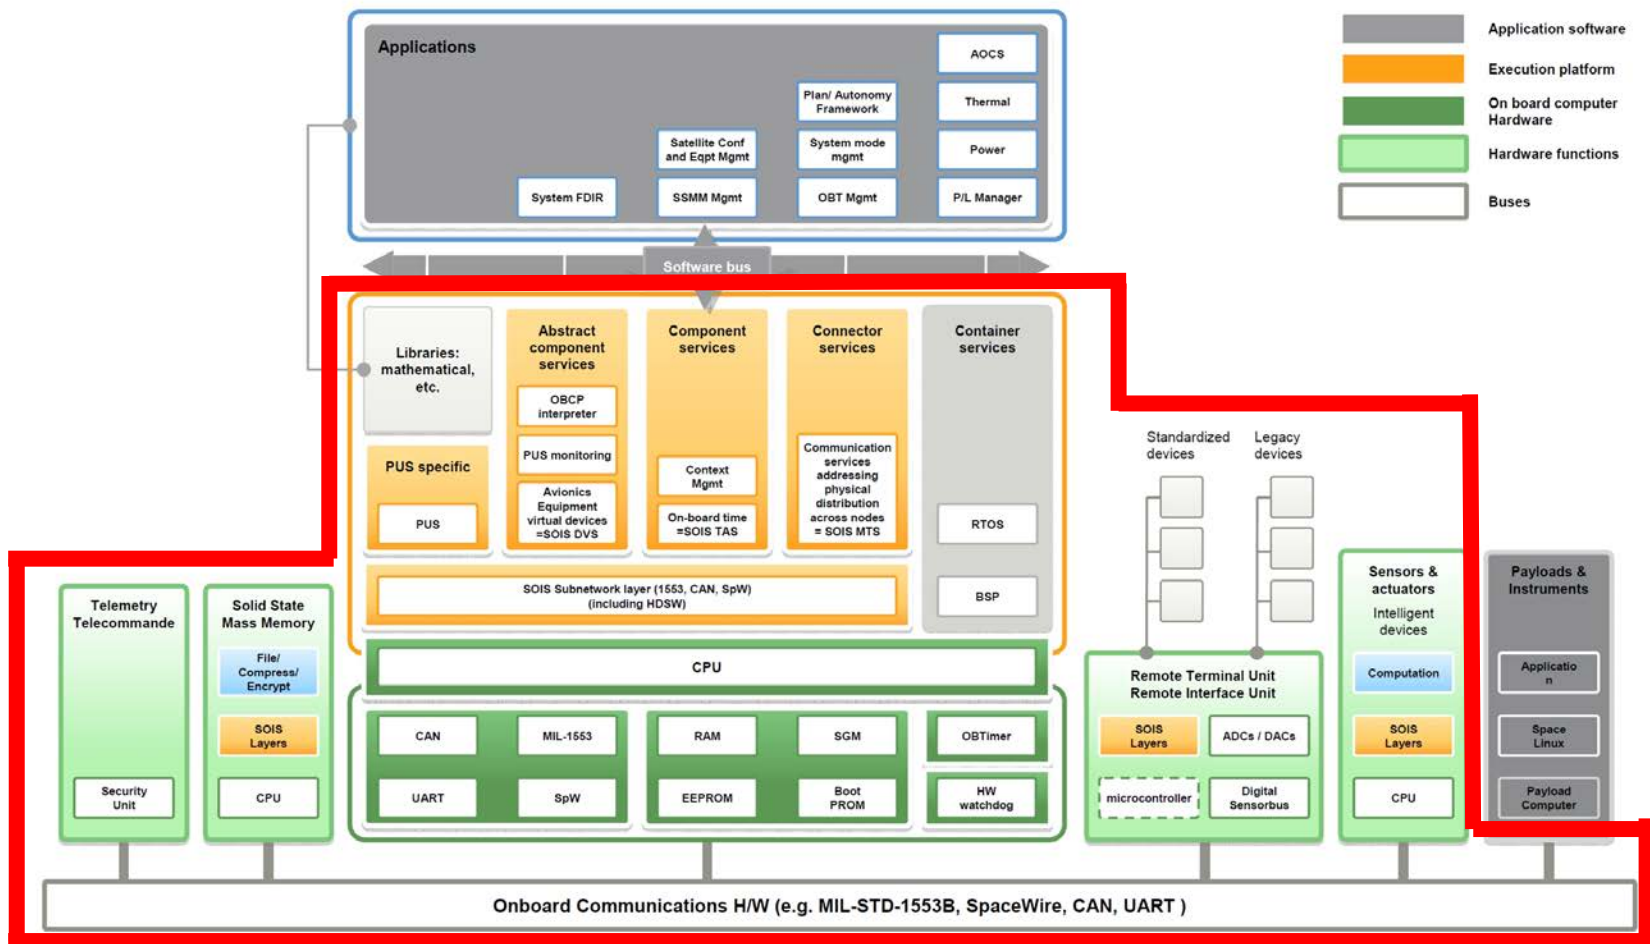 Applications
AOCS
Plan/ Autonomy
Framework
Thermal
Satellite Conf
and Eqpt Mgmt
System mode
mgmt
Power
System FDIR
SSMM Mgmt
OBT Mgmt
P/L Manager
Application software
Execution platform
On board computer
Hardware
Hardware functions
Buses
Software bus
Libraries:
mathematical,
etc.
PUS specific
PUS
Abstract
component
services
OBCP
interpreter
PUS monitoring
Avionics
Equipment
virtual devices
=SOIS DVS
Component
services
Context
Mgmt
On-board time
=SOIS TAS
Connector
services
Communication
services
addressing
physical
distribution
across nodes
= SOIS MTS
Container
services
RTOS
BSP
SOIS Subnetwork layer (1553, CAN, SpW)
(including HDSW)
CPU
CAN
MIL-1553
RAM
SGM
OBTimer
UART
SpW
EEPROM
Boot
PROM
HW
watchdog
Telemetry
Telecommande
Security
Unit
Solid State
Mass Memory
File/
Compress/
Encrypt
SOIS
Layers
CPU
Standardized
devices
Legacy
devices
Remote Terminal Unit
Remote Interface Unit
SOIS
Layers
ADCs / DACs
microcontroller
Digital
Sensorbus
Sensors &
actuators
Intelligent
devices
Computation
SOIS
Layers
CPU
Payloads &
Instruments
Applicatio
n
Space
Linux
Payload
Computer
Onboard Communications H/W (e.g. MIL-STD-1553B, SpaceWire, CAN, UART )